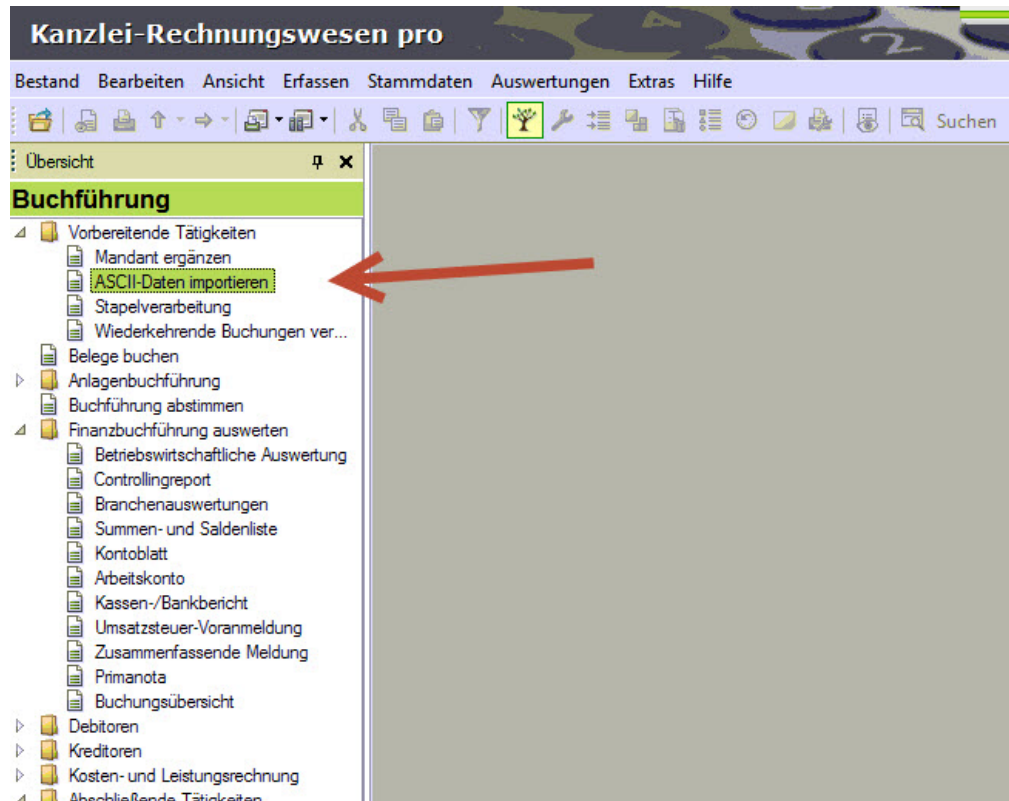 Kanzlei-Rechnungswesen pro
Bestand Bearbeiten Ansicht Erfassen Stammdaten Auswertungen Extras Hilfe
Suchen
Übersicht
Buchführung
Vorbereitende Tätigkeiten
Mandant ergänzen
ASCII-Daten importieren
Stapelverarbeitung
Wiederkehrende Buchungen ver...
Belege buchen
Anlagenbuchführung
Buchführung abstimmen
Finanzbuchführung auswerten
Betriebswirtschaftliche Auswertung
Controllingreport
Branchenauswertungen
Summen- und Saldenliste
Kontoblatt
Arbeitskonto
Kassen-/Bankbericht
Umsatzsteuer-Voranmeldung
Zusammenfassende Meldung
Primanota
Buchungsübersicht
Debitoren
Kreditoren
Kosten- und Leistungsrechnung
Abschließende Tätigkeiten